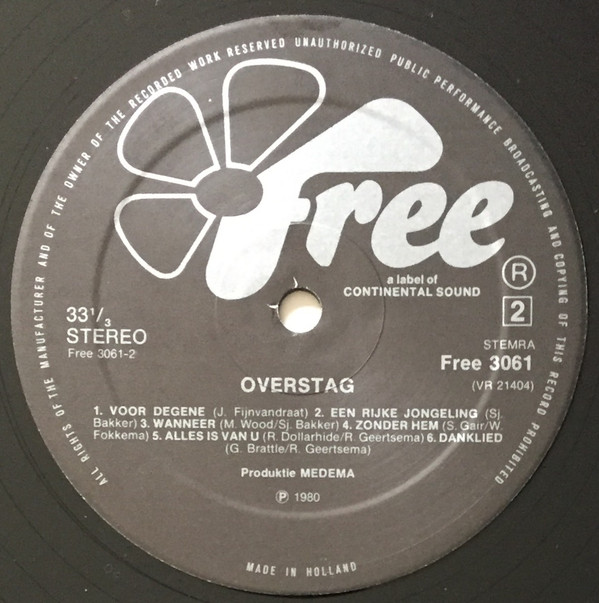 ALL RIGHTS OF THE MANUFACTURER AND OF THE OWNER OF THE RECORDED WORK RESERVED UNAUTHORIZED PUBLIC PERFORMANCE BROADCASTING AND COPYING OF THIS RECORD PROHIBITED
free
a label of
CONTINENTAL SOUND
®
2
33 1/3
STEREO
Free 3061-2
STEMRA
Free 3061
(VR 21404)
OVERSTAG
1. VOOR DEGENE (J. Fijnvandraat) 2. EEN RIJKE JONGELING (Sj.
Bakker) 3. WANNEER (M. Wood/Sj. Bakker) 4. ZONDER HEM (S. Gair/W.
Fokkema) 5. ALLES IS VAN U (R. Dollarhide/R. Geertsema) 6. DANKLIED
(G. Brattle/R. Geertsema)
Produktie MEDEMA
℗ 1980
MADE IN HOLLAND